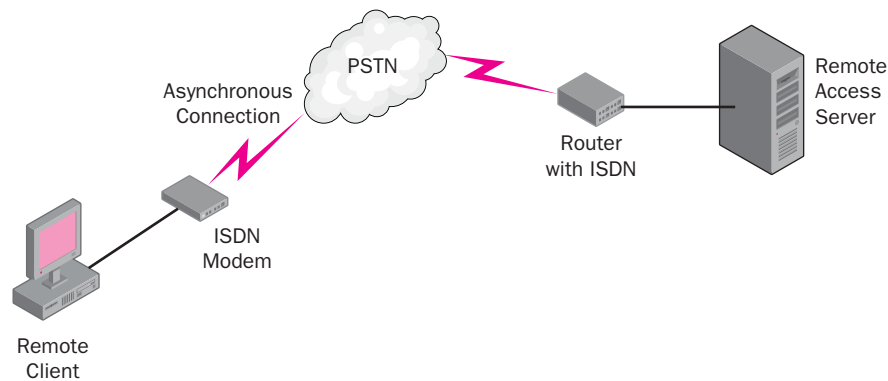 PSTN
Remote
Access
Server
Asynchronous
Connection
Router
with ISDN
ISDN
Modem
Remote
Client